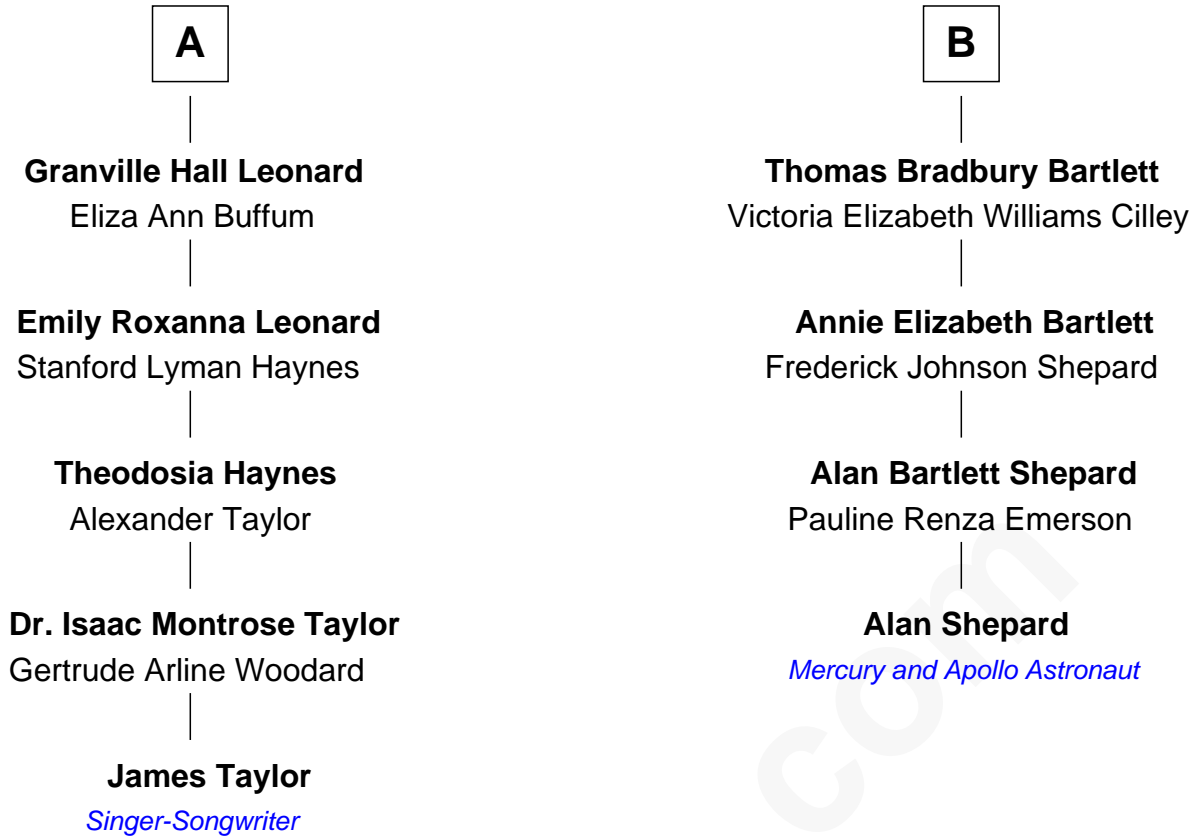 A
Granville Hall Leonard
Eliza Ann Buffum
Emily Roxanna Leonard
Stanford Lyman Haynes
Theodosia Haynes
Alexander Taylor
Dr. Isaac Montrose Taylor
Gertrude Arline Woodard
James Taylor
Singer-Songwriter
B
Thomas Bradbury Bartlett
Victoria Elizabeth Williams Cilley
Annie Elizabeth Bartlett
Frederick Johnson Shepard
Alan Bartlett Shepard
Pauline Renza Emerson
Alan Shepard
Mercury and Apollo Astronaut
com